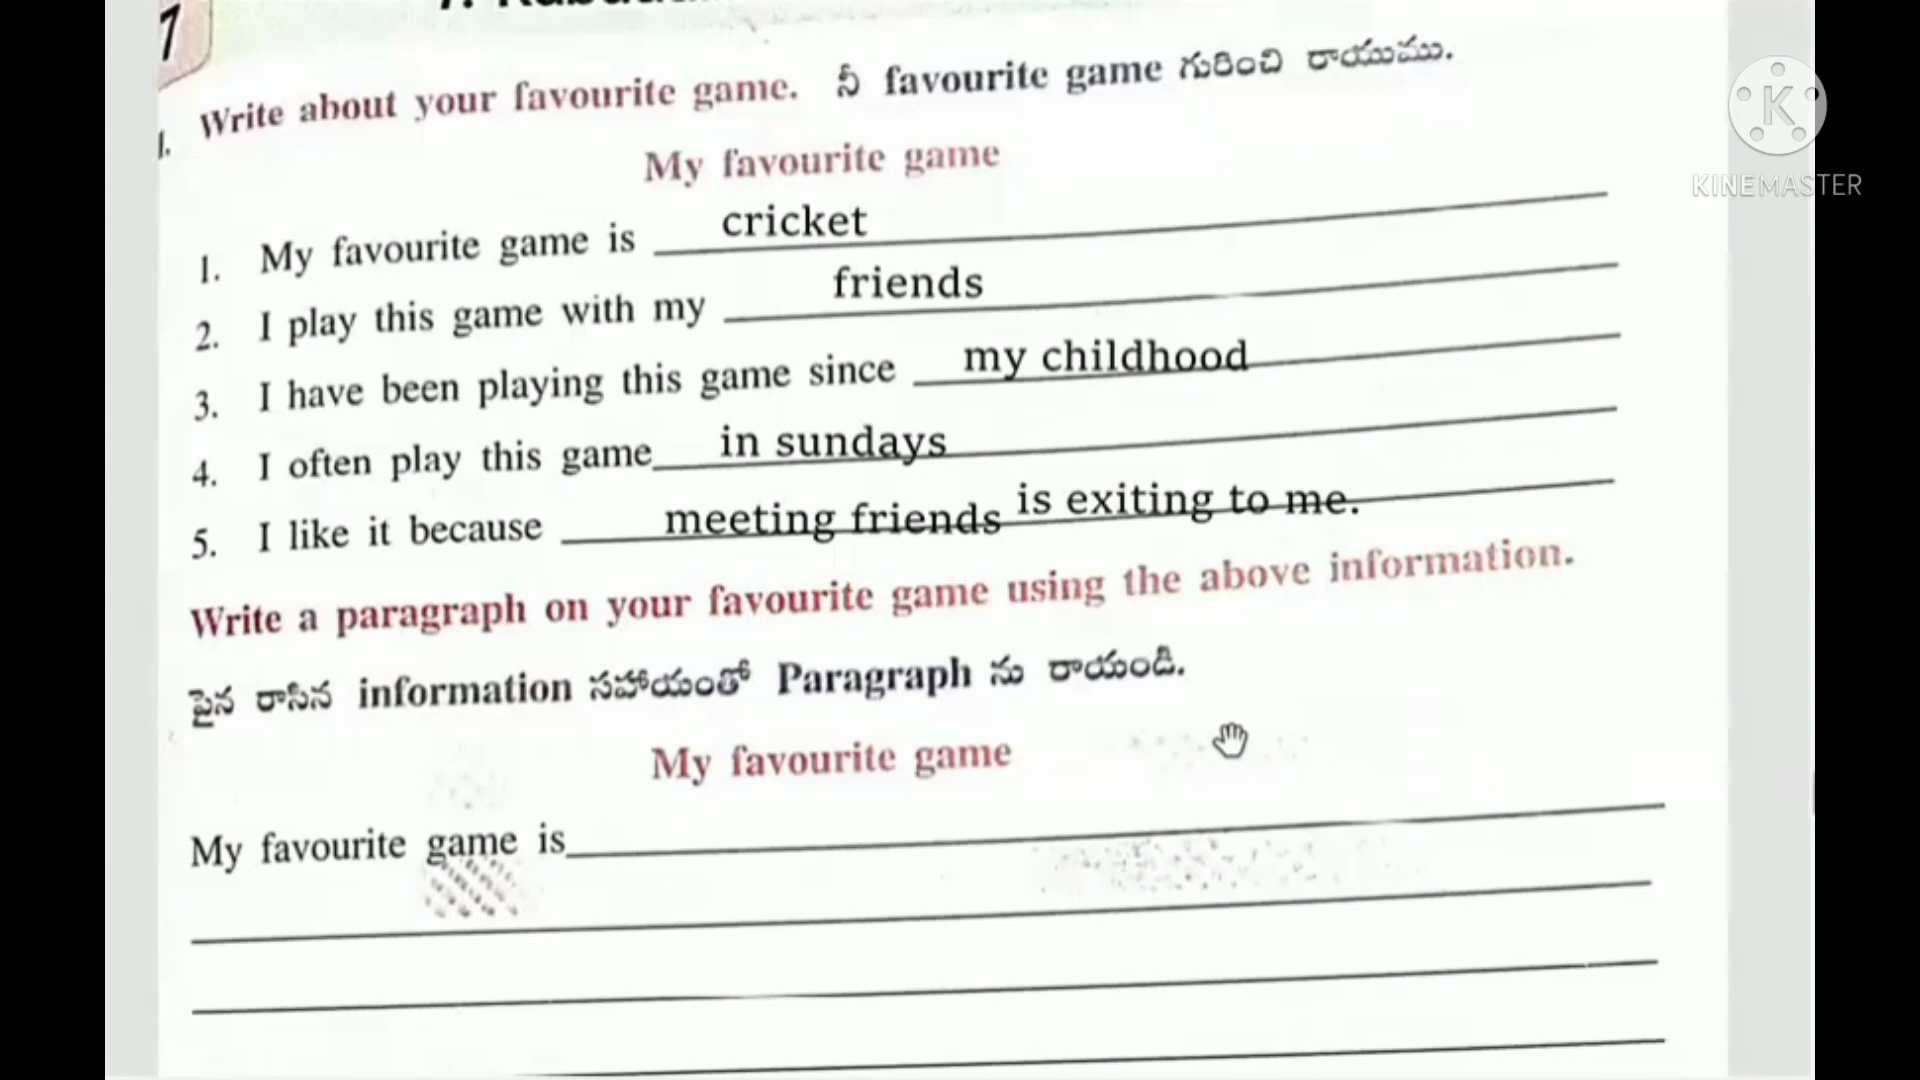 1
I. Write about your favourite game. నీ favourite game గురించి రాయుము.
KINEMASTER
My favourite game
1. My favourite game is cricket
2. I play this game with my friends
3. I have been playing this game since my childhood
4. I often play this game in sundays
5. I like it because meeting friends is exiting to me.
Write a paragraph on your favourite game using the above information.
పైన రాసిన information సహాయంతో Paragraph ను రాయండి.
My favourite game
My favourite game is